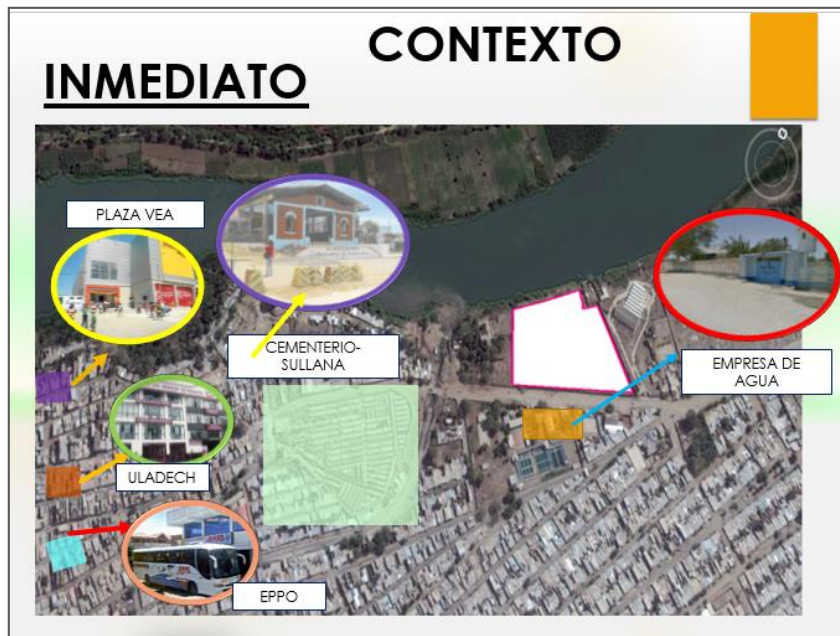 CONTEXTO
INMEDIATO
PLAZA VEA
CEMENTERIO-
SULLANA
EMPRESA DE
AGUA
ULADECH
EPPO